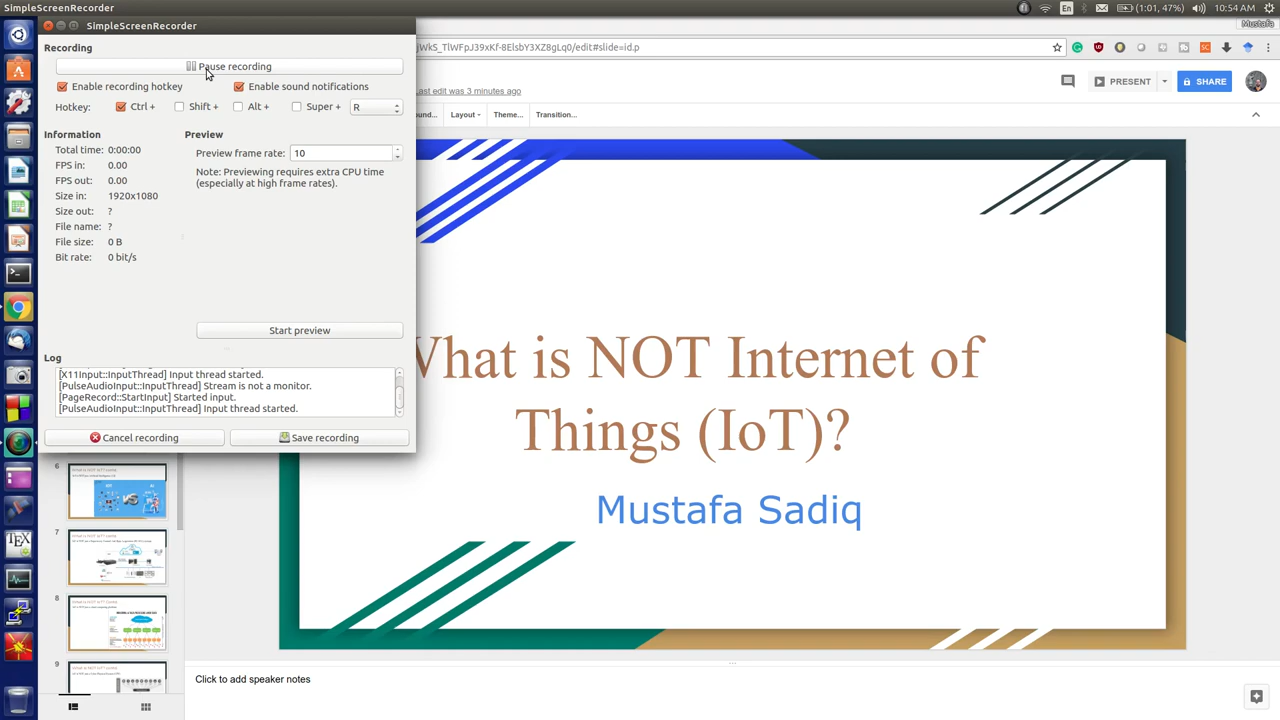 SimpleScreenRecorder
En
(1:01, 47%)
10:54 AM
SimpleScreenRecorder
Mustafa
Recording
jWkS_TlWFpJ39xKf-8ElsbY3XZ8gLq0/edit#slide=id.p
Pause recording
Enable recording hotkey
Enable sound notifications
last edit was 3 minutes ago
PRESENT
SHARE
Hotkey:
Ctrl +
Shift +
Alt +
Super +
R
Layout
Theme...
Transition...
Information
Preview
Total time: 0:00:00
Preview frame rate: 10
FPS in: 0.00
Note: Previewing requires extra CPU time
(especially at high frame rates).
FPS out: 0.00
Size in: 1920x1080
Size out: ?
File name: ?
File size: 0 B
Bit rate: 0 bit/s
Start preview
Log
[X11Input::InputThread] Input thread started.
[PulseAudioInput::InputThread] Stream is not a monitor.
[PageRecord::StartInput] Started input.
[PulseAudioInput::InputThread] Input thread started.
Cancel recording
Save recording
What is NOT Internet of
Things (IoT)?
Mustafa Sadiq
6
7
8
9
Click to add speaker notes